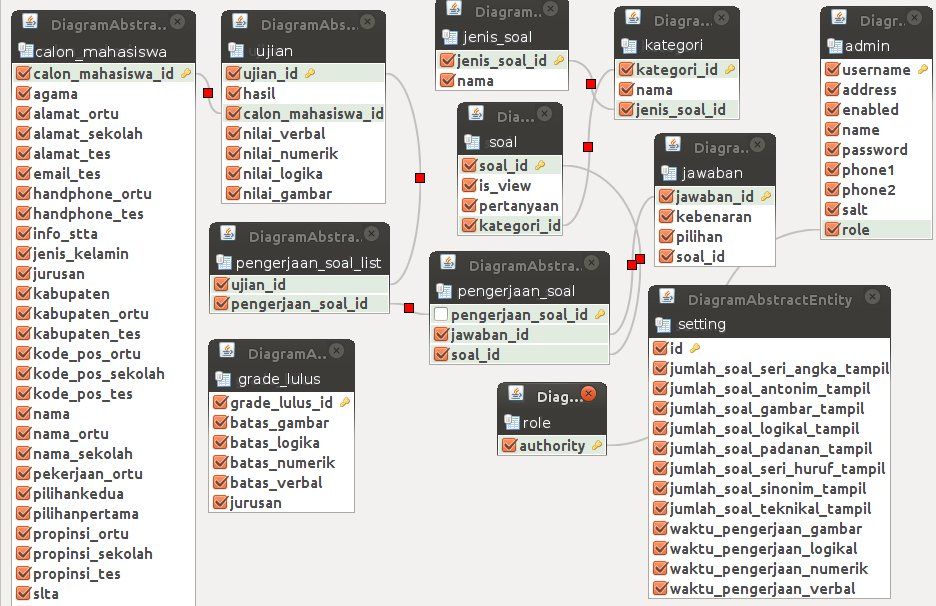 DiagramAbstra..
calon_mahasiswa
calon_mahasiswa_id
agama
alamat_ortu
alamat_sekolah
alamat_tes
email_tes
handphone_ortu
handphone_tes
info_stta
jenis_kelamin
jurusan
kabupaten
kabupaten_ortu
kabupaten_tes
kode_pos_ortu
kode_pos_sekolah
kode_pos_tes
nama
nama_ortu
nama_sekolah
pekerjaan_ortu
pilihankedua
pilihanpertama
propinsi_ortu
propinsi_sekolah
propinsi_tes
slta
DiagramAbs..
ujian
ujian_id
hasil
calon_mahasiswa_id
nilai_verbal
nilai_numerik
nilai_logika
nilai_gambar
DiagramAbstra..
pengerjaan_soal_list
ujian_id
pengerjaan_soal_id
DiagramA..
grade_lulus
grade_lulus_id
batas_gambar
batas_logika
batas_numerik
batas_verbal
jurusan
Diagram..
jenis_soal
jenis_soal_id
nama
Dia...
soal
soal_id
is_view
pertanyaan
kategori_id
DiagramAbstra..
pengerjaan_soal
pengerjaan_soal_id
jawaban_id
soal_id
Diag...
role
authority
Diagra..
kategori
kategori_id
nama
jenis_soal_id
Diagra..
jawaban
jawaban_id
kebenaran
pilihan
soal_id
Diagr..
admin
username
address
enabled
name
password
phone1
phone2
salt
role
DiagramAbstractEntity
setting
id
jumlah_soal_seri_angka_tampil
jumlah_soal_antonim_tampil
jumlah_soal_gambar_tampil
jumlah_soal_logikal_tampil
jumlah_soal_padanan_tampil
jumlah_soal_seri_huruf_tampil
jumlah_soal_sinonim_tampil
jumlah_soal_teknikal_tampil
waktu_pengerjaan_gambar
waktu_pengerjaan_logikal
waktu_pengerjaan_numerik
waktu_pengerjaan_verbal